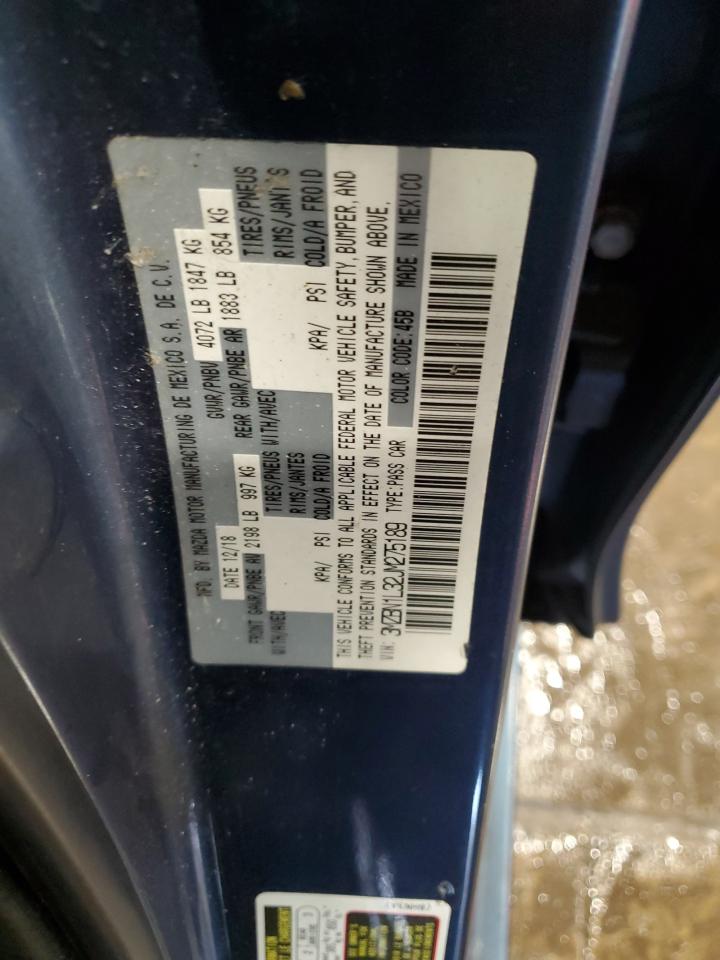 MFD. BY MAZDA MOTOR MANUFACTURING DE MEXICO S.A. DE C.V.
DATE 12/18 GVWR/PNBV 4072 LB 1847 KG
FRONT GAWR/PNBE AV 2198 LB 997 KG REAR GAWR/PNBE AR 1883 LB 854 KG
WITH/AVEC TIRES/PNEUS WITH/AVEC TIRES/PNEUS
RIMS/JANTES RIMS/JANTES
KPA/ PSI COLD/A FROID KPA/ PSI COLD/A FROID
THIS VEHICLE CONFORMS TO ALL APPLICABLE FEDERAL MOTOR VEHICLE SAFETY, BUMPER, AND
THEFT PREVENTION STANDARDS IN EFFECT ON THE DATE OF MANUFACTURE SHOWN ABOVE.
VIN: 3MZBN1L32JM275189 TYPE:PASS CAR COLOR CODE:45B MADE IN MEXICO